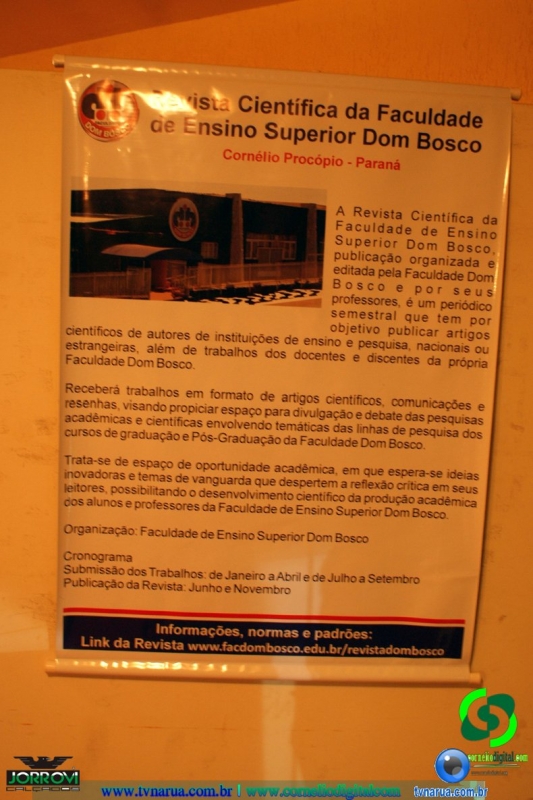 DOM BOSCO
Revista Científica da Faculdade
de Ensino Superior Dom Bosco
Cornélio Procópio - Paraná
A Revista Científica da
Faculdade de Ensino
Superior Dom Bosco,
publicação organizada e
editada pela Faculdade Dom
Bosco e por seus
professores, é um periódico
semestral que tem por
objetivo publicar artigos
científicos de autores de instituições de ensino e pesquisa, nacionais ou
estrangeiras, além de trabalhos dos docentes e discentes da própria
Faculdade Dom Bosco.
Receberá trabalhos em formato de artigos científicos, comunicações e
resenhas, visando propiciar espaço para divulgação e debate das pesquisas
acadêmicas e científicas envolvendo temáticas das linhas de pesquisa dos
cursos de graduação e Pós-Graduação da Faculdade Dom Bosco.
Trata-se de espaço de oportunidade acadêmica, em que espera-se ideias
inovadoras e temas de vanguarda que despertem a reflexão crítica em seus
leitores, possibilitando o desenvolvimento científico da produção acadêmica
dos alunos e professores da Faculdade de Ensino Superior Dom Bosco.
Organização: Faculdade de Ensino Superior Dom Bosco
Cronograma
Submissão dos Trabalhos: de Janeiro a Abril e de Julho a Setembro
Publicação da Revista: Junho e Novembro
Informações, normas e padrões:
Link da Revista www.facdombosco.edu.br/revistadombosco
corneliodigital.com
JORROVI
CALÇADOS
www.tvnarua.com.br | www.corneliodigital.com
tvnarua.com.br